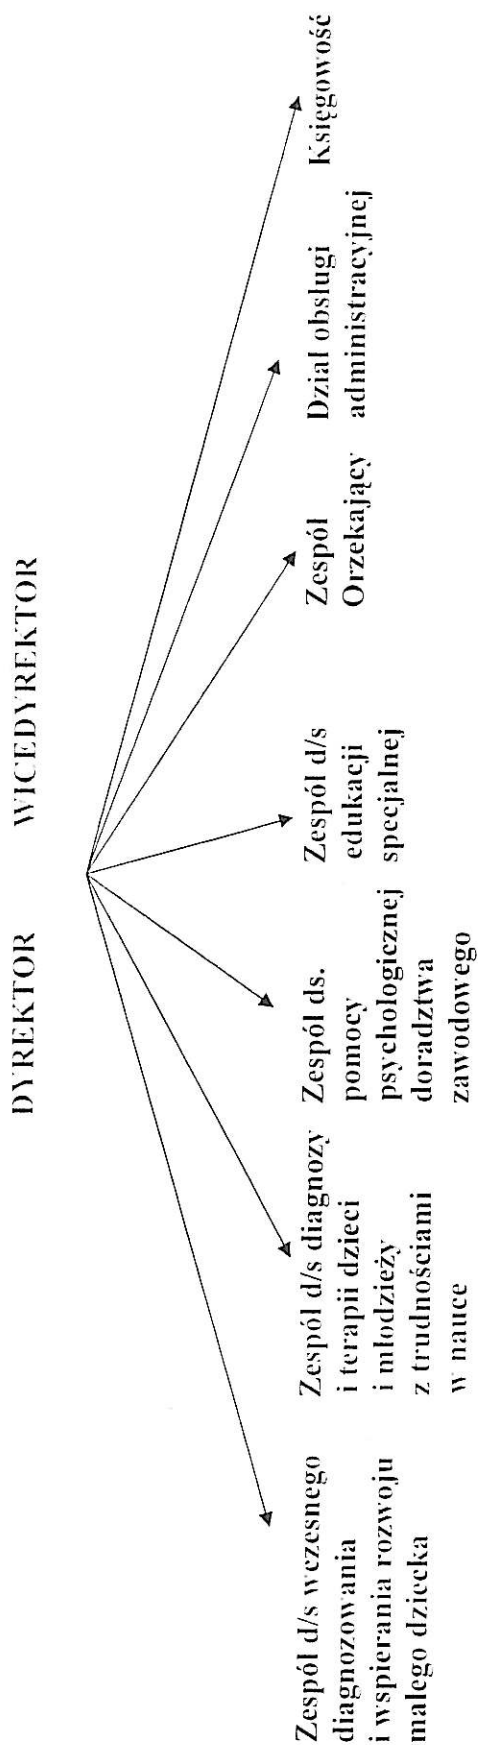 DYREKTOR WICEDYREKTOR
Zespół d/s wczesnego
diagnozowania
i wspierania rozwoju
małego dziecka
Zespół d/s diagnozy
i terapii dzieci
i młodzieży
z trudnościami
w nauce
Zespół ds.
pomocy
psychologicznej
doradztwa
zawodowego
Zespół d/s
edukacji
specjalnej
Zespół
Orzekający
Dział obsługi
administracyjnej
Księgowość